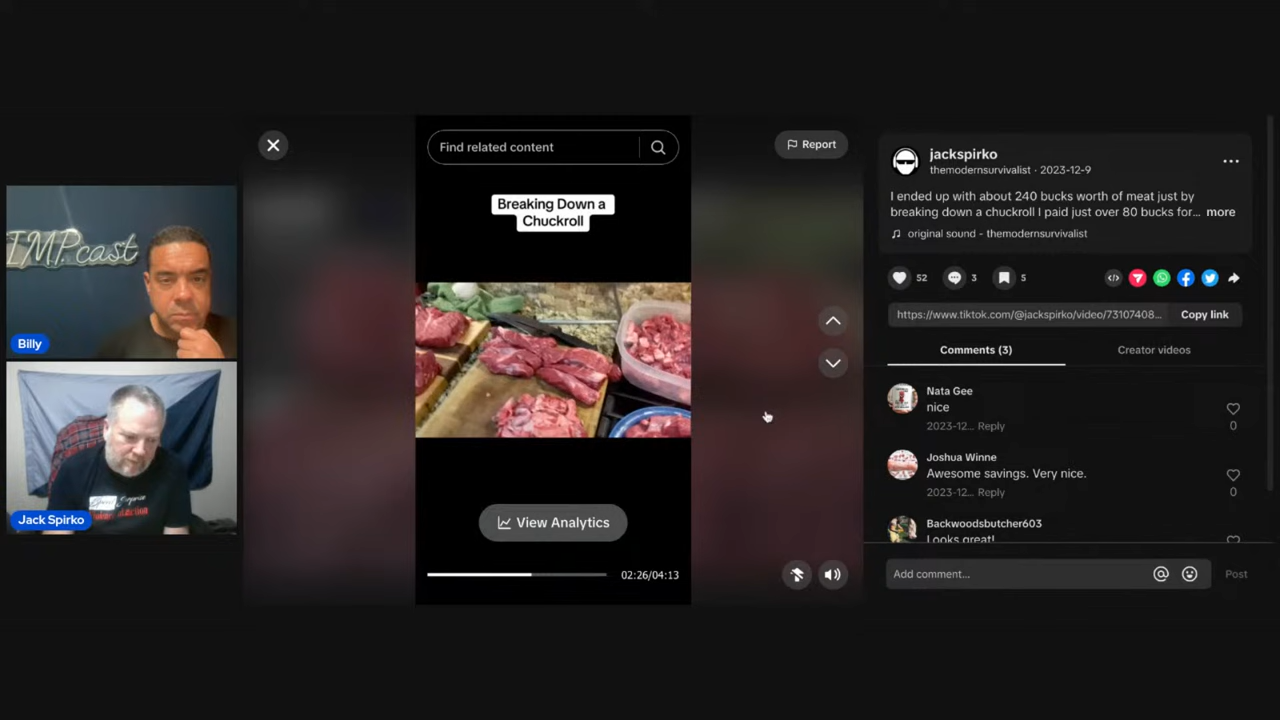 IMP.cast
Billy
Jack Spirko
Find related content
Report
Breaking Down a
Chuckroll
View Analytics
02:26/04:13
jackspirko
themodernsurvivalist · 2023-12-9
I ended up with about 240 bucks worth of meat just by
breaking down a chuckroll I paid just over 80 bucks for... more
original sound - themodernsurvivalist
52
3
5
https://www.tiktok.com/@jackspirko/video/73107408...
Copy link
Comments (3)
Creator videos
Nata Gee
nice
2023-12... Reply
0
Joshua Winne
Awesome savings. Very nice.
2023-12... Reply
0
Backwoodsbutcher603
Looks great!
Add comment...
Post